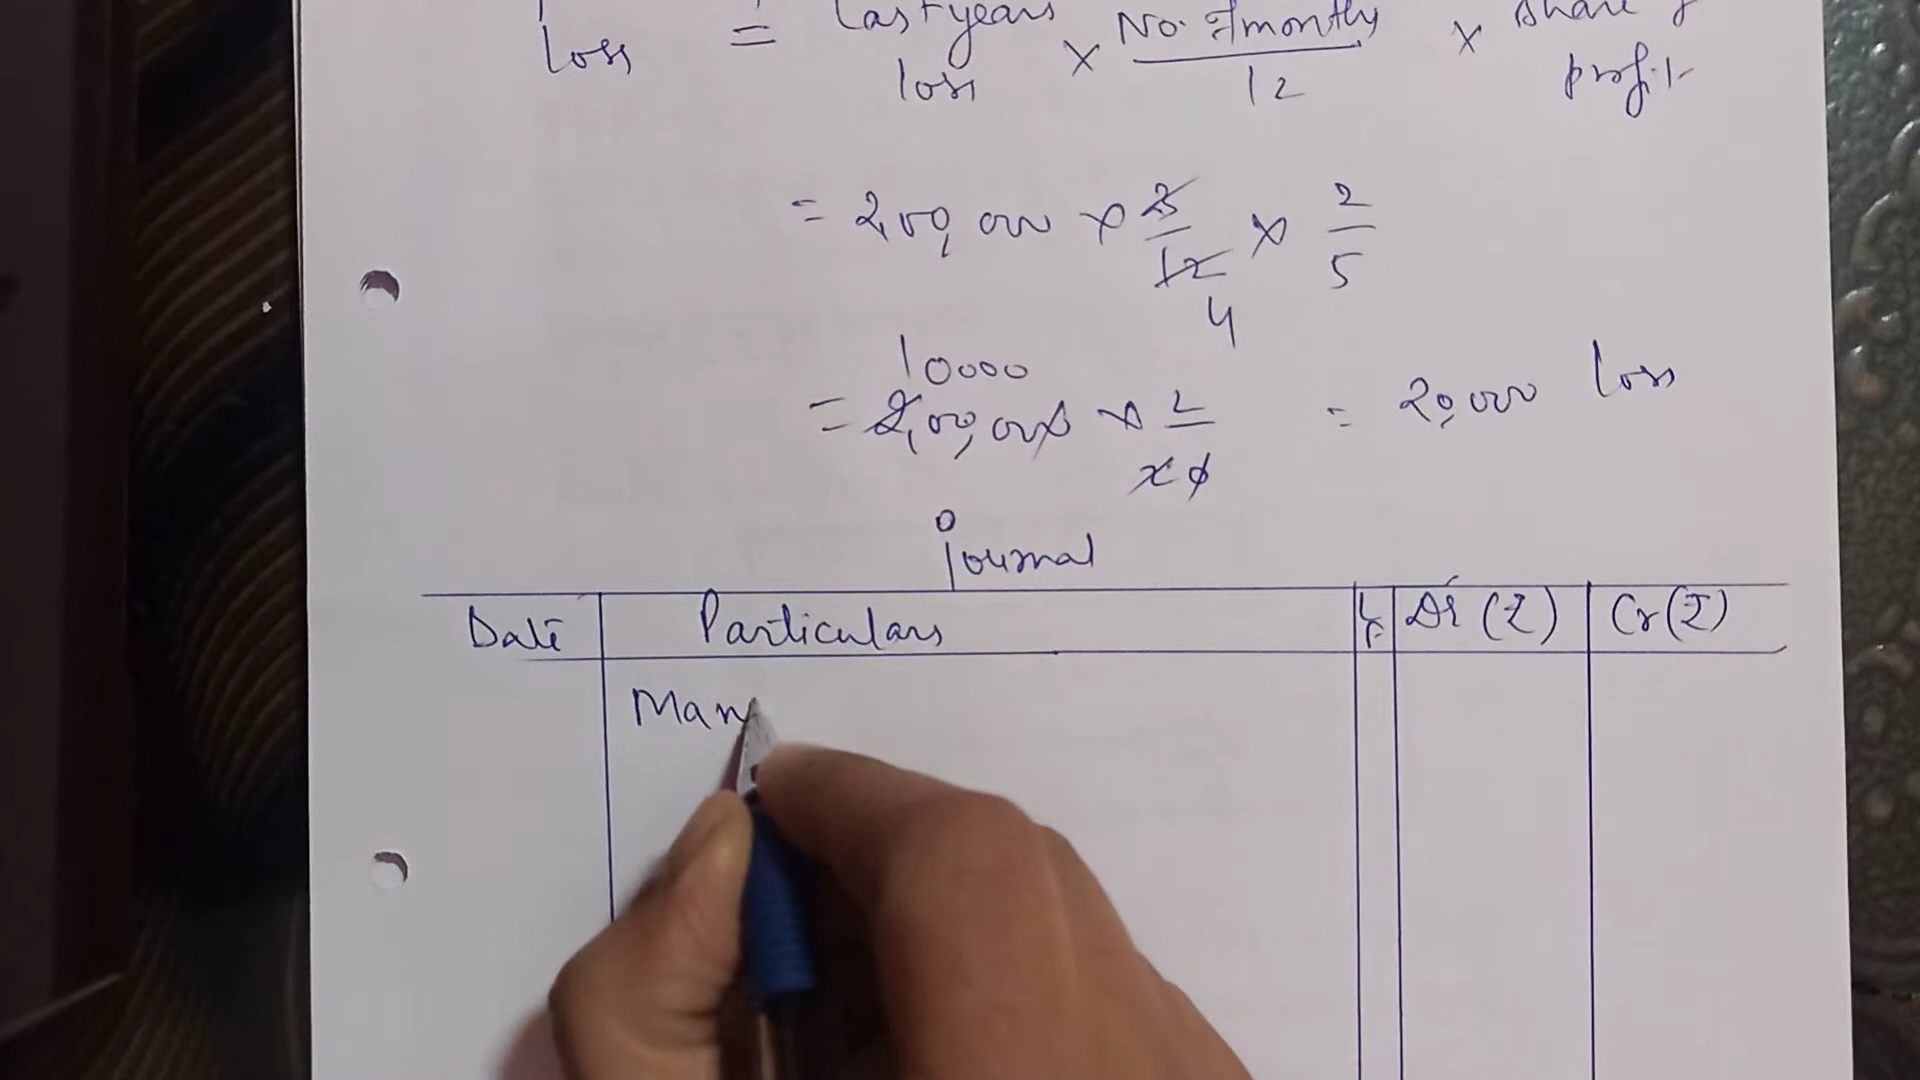 loss = last years loss × No. of months / 12 × share of profit
= 2,00,000 × 3/12 × 2/5
4
10000
= 2,00,000 × 2 = 20,000 loss
journal
Date Particulars L.F. Dr (₹) Cr (₹)
Man